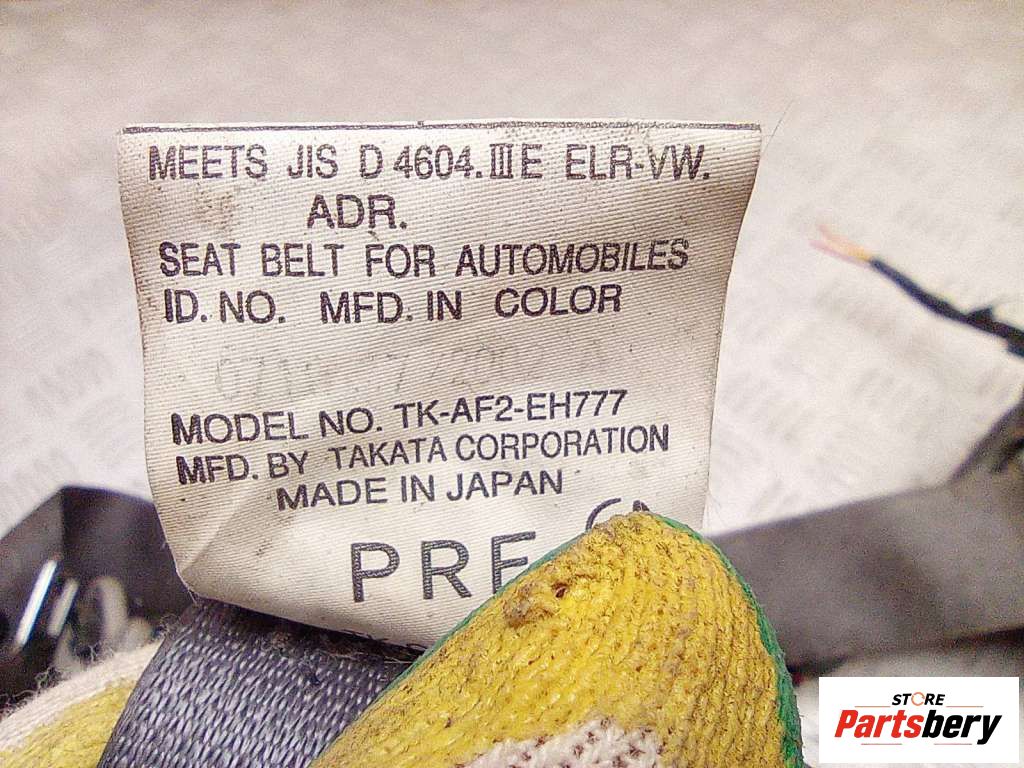 MEETS JIS D 4604.ⅢE ELR-VW.
ADR.
SEAT BELT FOR AUTOMOBILES
ID. NO. MFD. IN COLOR
MODEL NO. TK-AF2-EH777
MFD. BY TAKATA CORPORATION
MADE IN JAPAN
STORE
Partsbery